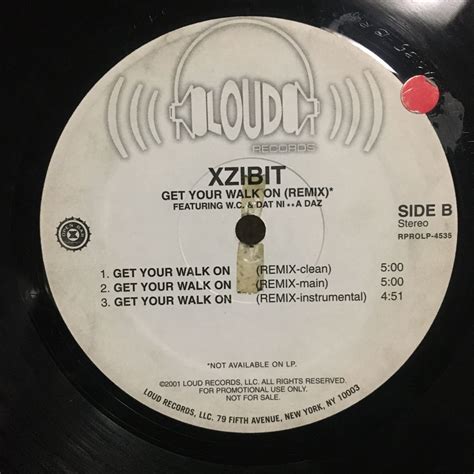 LOUD
RECORDS
XZIBIT
GET YOUR WALK ON (REMIX)*
FEATURING W.C. & DAT NI**A DAZ
SIDE B
Stereo
RPROLP-4535
1. GET YOUR WALK ON (REMIX-clean) 5:00
2. GET YOUR WALK ON (REMIX-main) 5:00
3. GET YOUR WALK ON (REMIX-instrumental) 4:51
*NOT AVAILABLE ON LP.
©2001 LOUD RECORDS, LLC. ALL RIGHTS RESERVED.
FOR PROMOTIONAL USE ONLY.
NOT FOR SALE.
LOUD RECORDS, LLC. 79 FIFTH AVENUE, NEW YORK, NY 10003